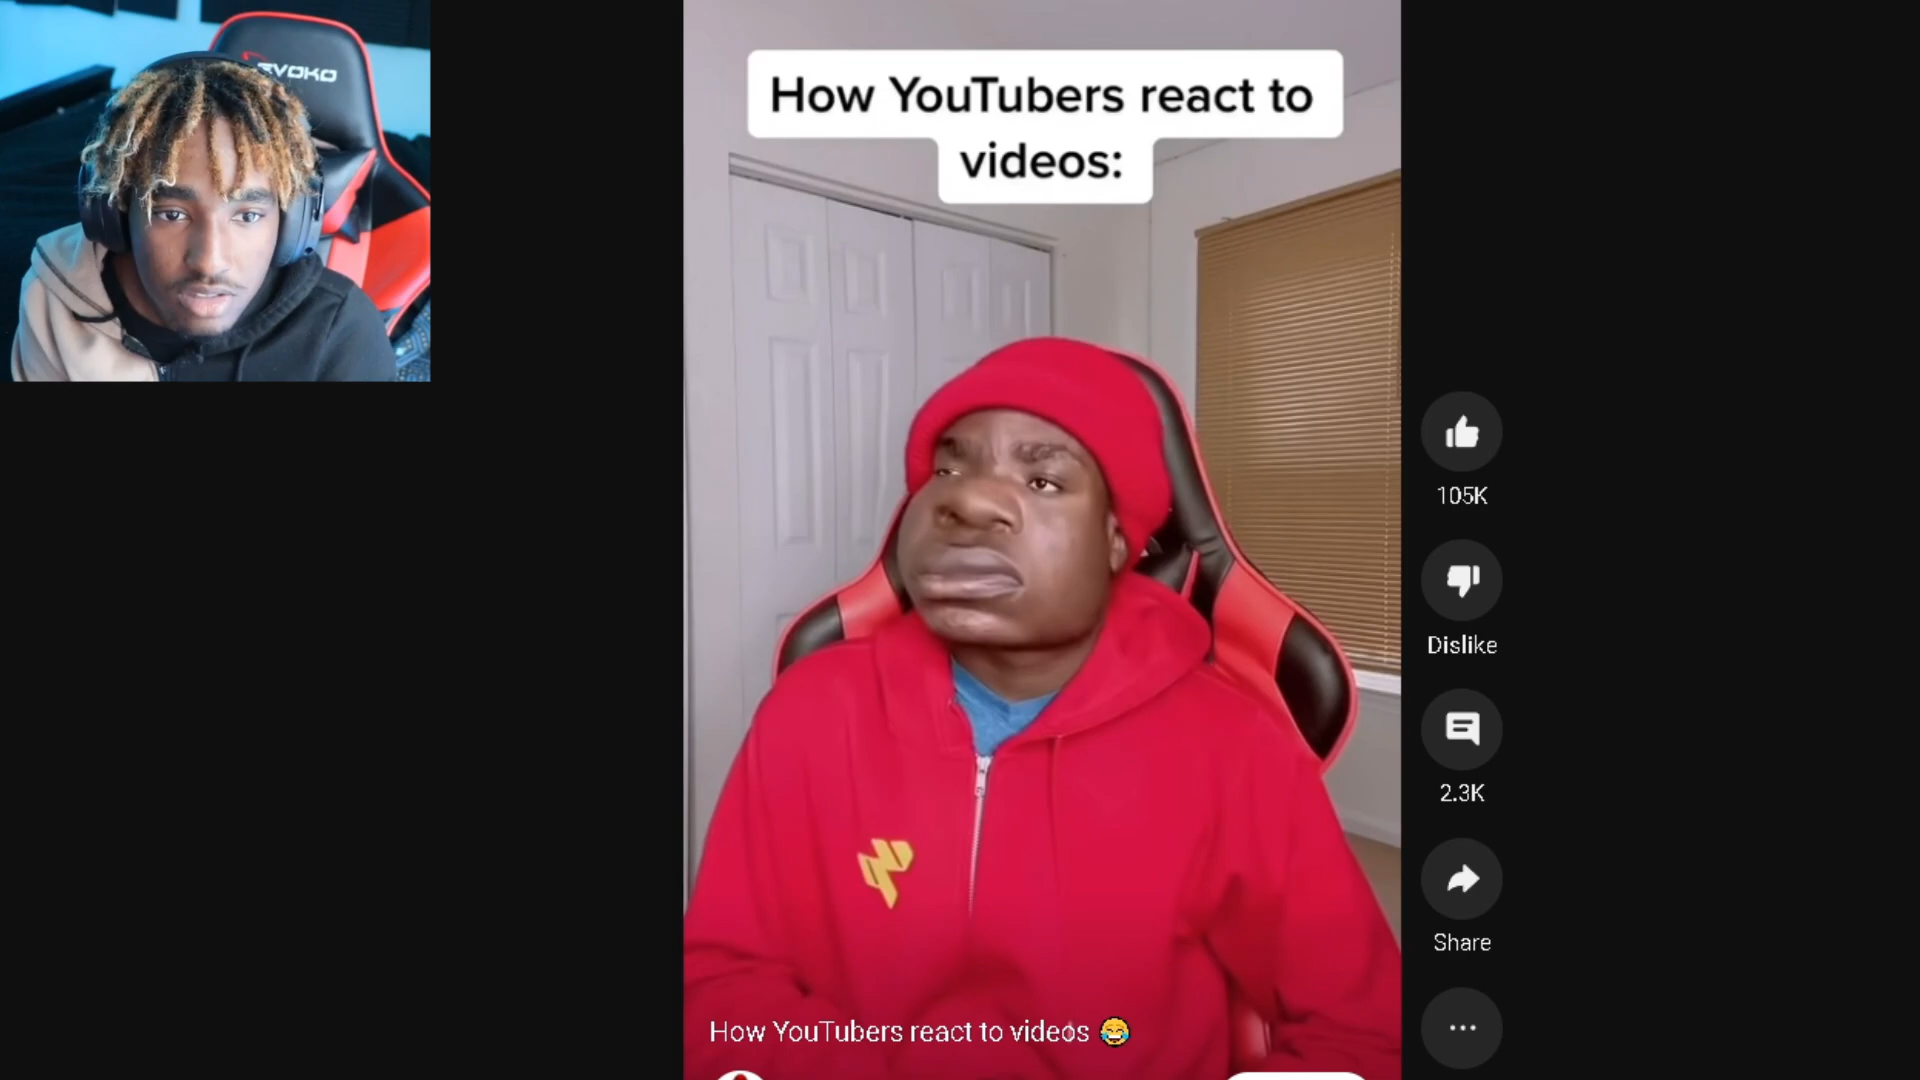 How YouTubers react to
videos:
105K
Dislike
2.3K
Share
How YouTubers react to videos 😂